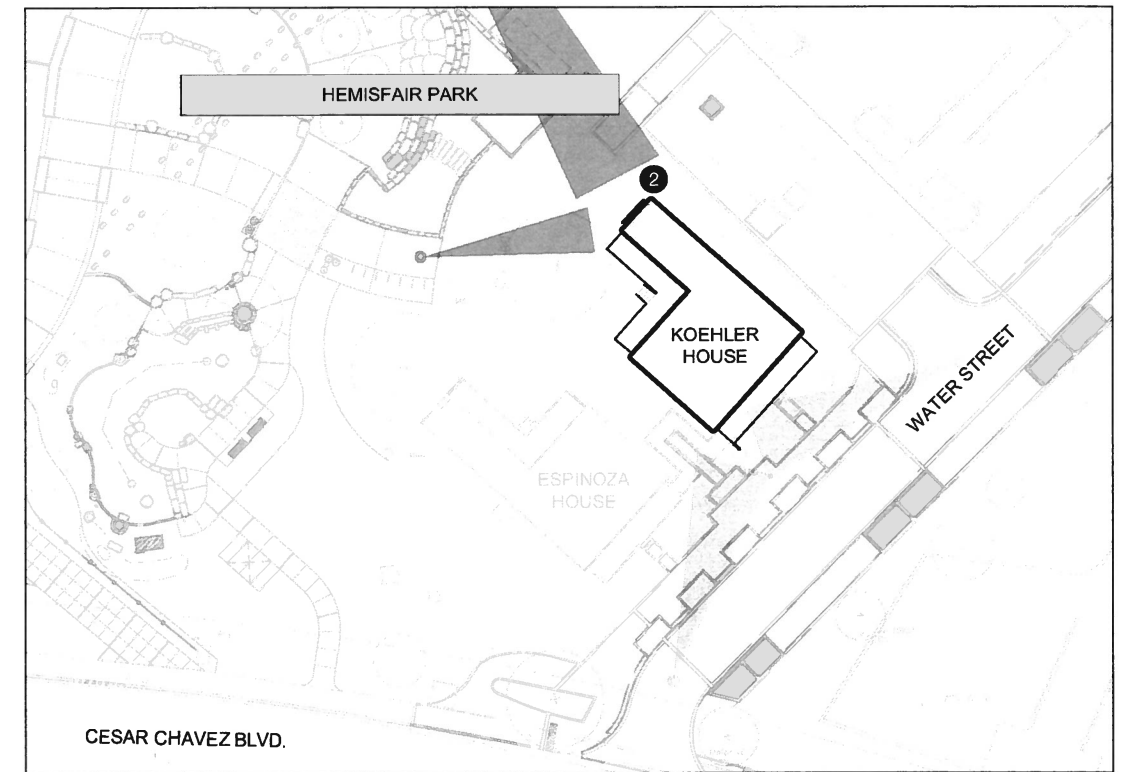 HEMISFAIR PARK
2
KOEHLER
HOUSE
WATER STREET
ESPINOZA
HOUSE
CESAR CHAVEZ BLVD.